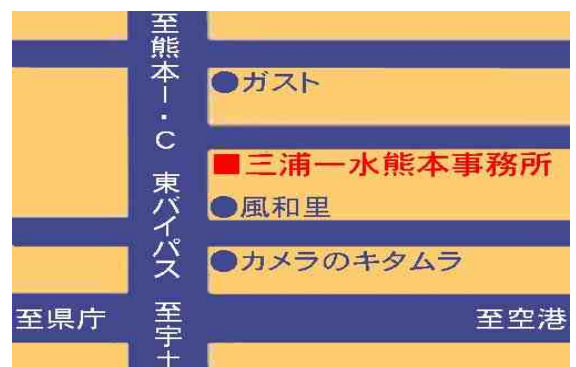 至熊本I・C 東バイパス 至宇土
●ガスト
■三浦一水熊本事務所
●風和里
●カメラのキタムラ
至県庁
至空港